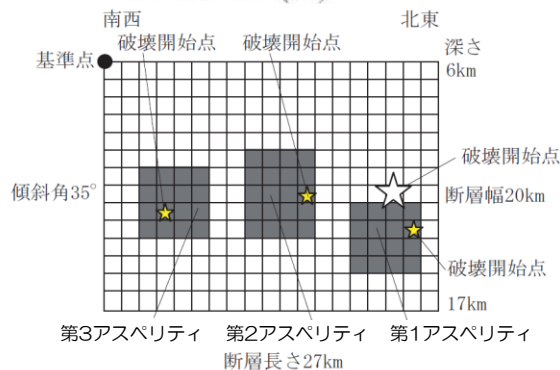 南西
北東
破壊開始点
破壊開始点
深さ
基準点
6km
破壊開始点
傾斜角35°
断層幅20km
破壊開始点
17km
第3アスペリティ
第2アスペリティ
第1アスペリティ
断層長さ27km